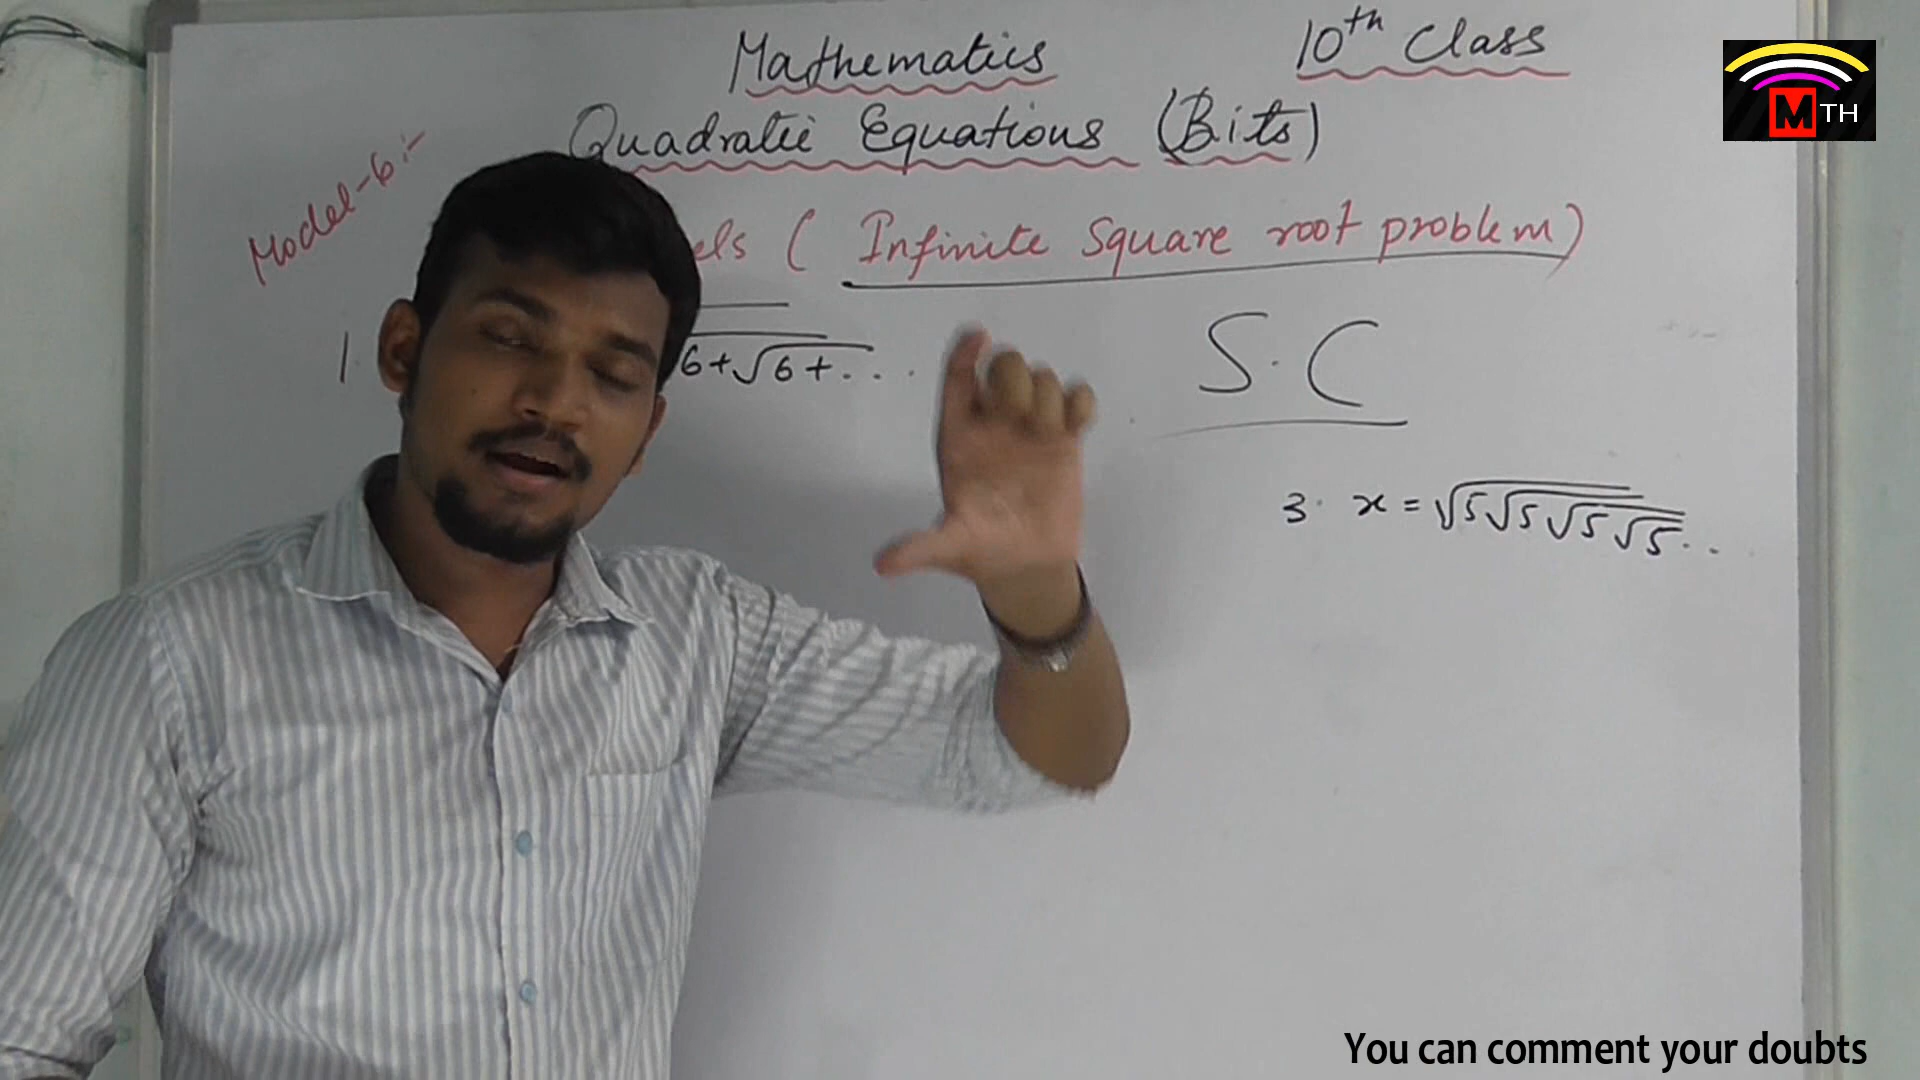 Mathematics 10th Class
MTH
Quadratic Equations (Bits)
Model-6:-
els ( Infinite Square root problem)
1. 6+√6+...
S.C
3. x = √5√5√5√5...
You can comment your doubts